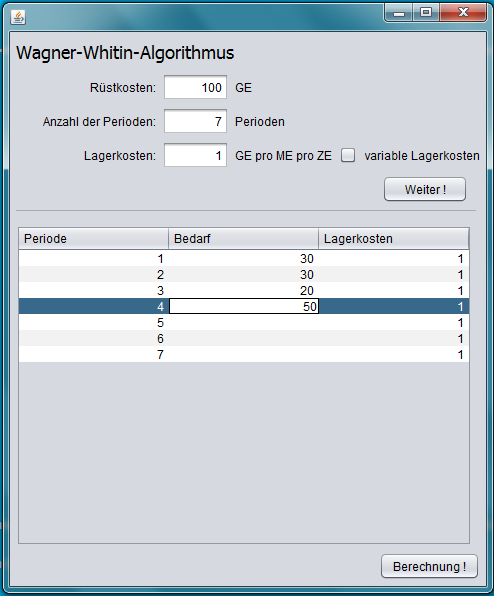 Wagner-Whitin-Algorithmus
Rüstkosten: 100 GE
Anzahl der Perioden: 7 Perioden
Lagerkosten: 1 GE pro ME pro ZE variable Lagerkosten
Weiter !
Periode Bedarf Lagerkosten
1 30 1
2 30 1
3 20 1
4 50 1
5 1
6 1
7 1
Berechnung !